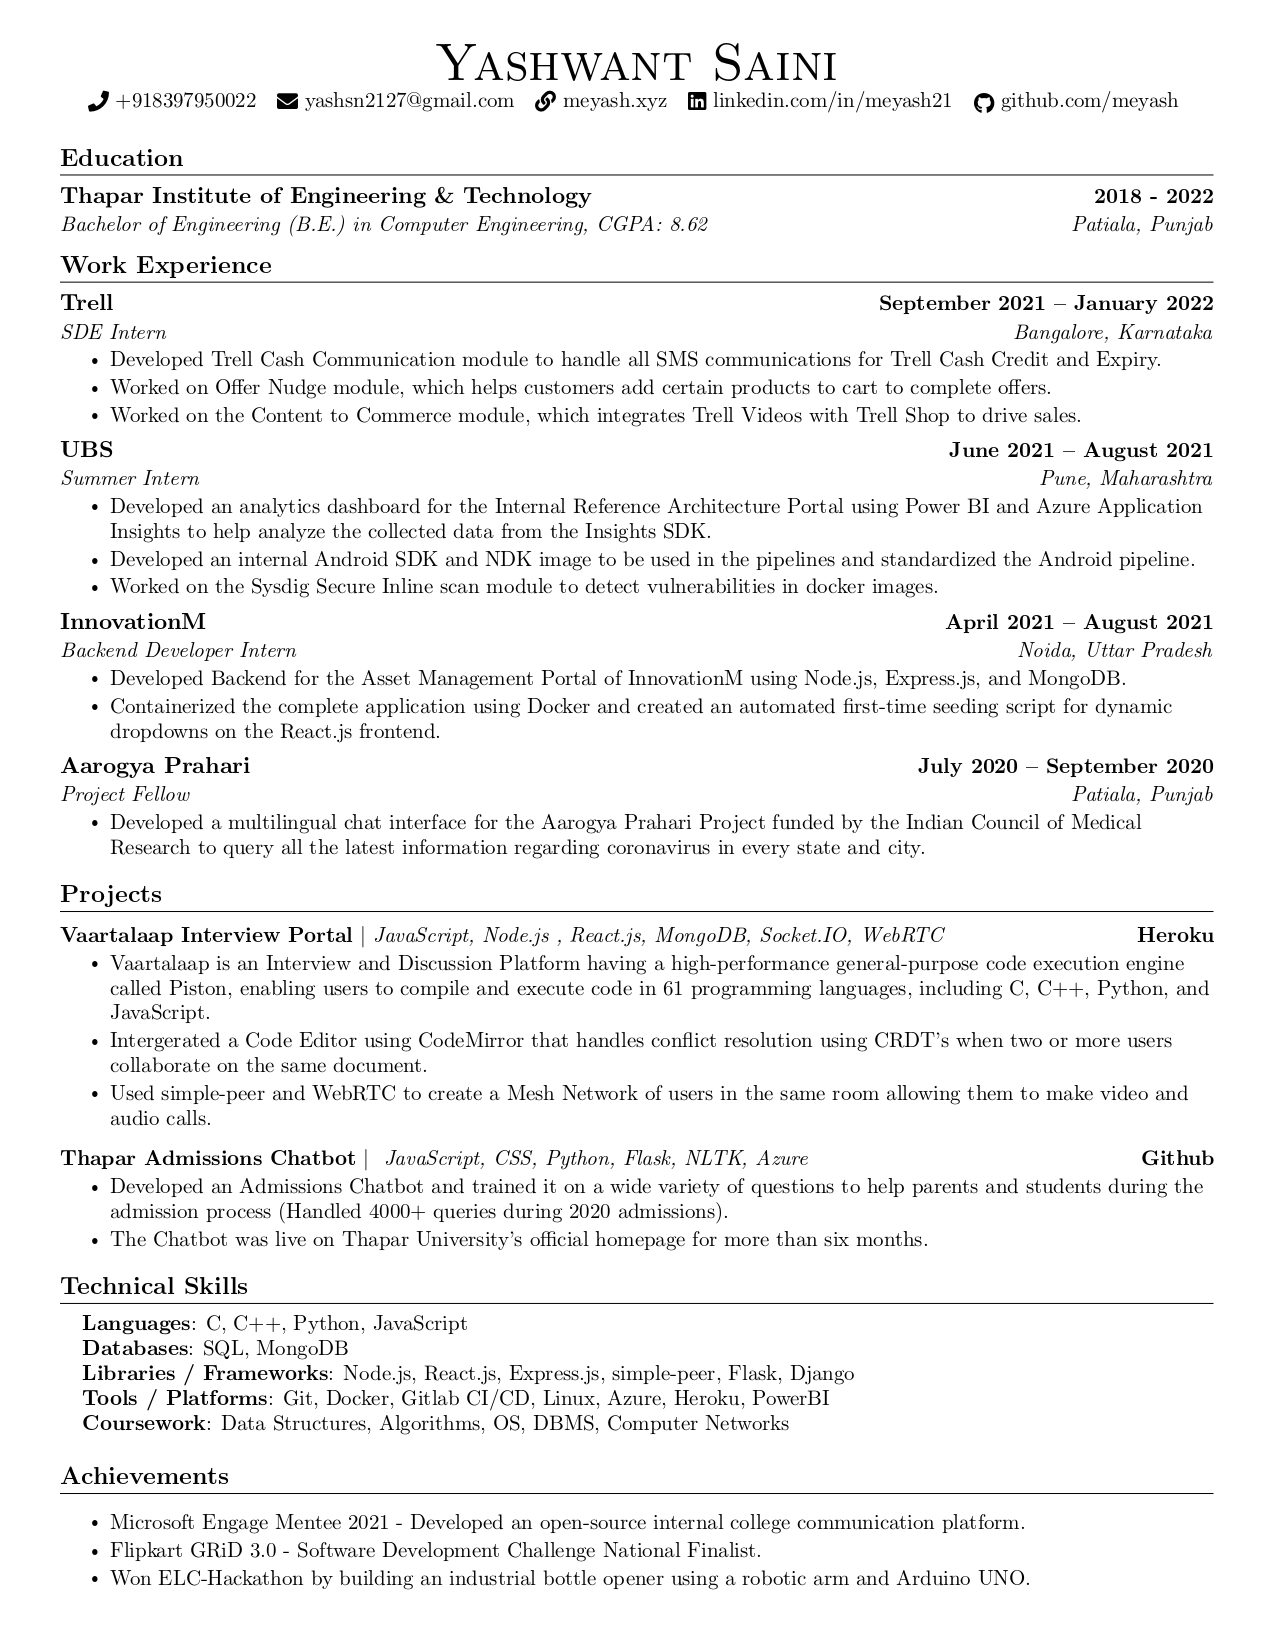 Yashwant Saini
+918397950022 yashsn2127@gmail.com meyash.xyz linkedin.com/in/meyash21 github.com/meyash
Education
Thapar Institute of Engineering & Technology 2018 - 2022
Bachelor of Engineering (B.E.) in Computer Engineering, CGPA: 8.62 Patiala, Punjab
Work Experience
Trell September 2021 – January 2022
SDE Intern Bangalore, Karnataka
• Developed Trell Cash Communication module to handle all SMS communications for Trell Cash Credit and Expiry.
• Worked on Offer Nudge module, which helps customers add certain products to cart to complete offers.
• Worked on the Content to Commerce module, which integrates Trell Videos with Trell Shop to drive sales.
UBS June 2021 – August 2021
Summer Intern Pune, Maharashtra
• Developed an analytics dashboard for the Internal Reference Architecture Portal using Power BI and Azure Application
Insights to help analyze the collected data from the Insights SDK.
• Developed an internal Android SDK and NDK image to be used in the pipelines and standardized the Android pipeline.
• Worked on the Sysdig Secure Inline scan module to detect vulnerabilities in docker images.
InnovationM April 2021 – August 2021
Backend Developer Intern Noida, Uttar Pradesh
• Developed Backend for the Asset Management Portal of InnovationM using Node.js, Express.js, and MongoDB.
• Containerized the complete application using Docker and created an automated first-time seeding script for dynamic
dropdowns on the React.js frontend.
Aarogya Prahari July 2020 – September 2020
Project Fellow Patiala, Punjab
• Developed a multilingual chat interface for the Aarogya Prahari Project funded by the Indian Council of Medical
Research to query all the latest information regarding coronavirus in every state and city.
Projects
Vaartalaap Interview Portal | JavaScript, Node.js , React.js, MongoDB, Socket.IO, WebRTC Heroku
• Vaartalaap is an Interview and Discussion Platform having a high-performance general-purpose code execution engine
called Piston, enabling users to compile and execute code in 61 programming languages, including C, C++, Python, and
JavaScript.
• Intergerated a Code Editor using CodeMirror that handles conflict resolution using CRDT's when two or more users
collaborate on the same document.
• Used simple-peer and WebRTC to create a Mesh Network of users in the same room allowing them to make video and
audio calls.
Thapar Admissions Chatbot | JavaScript, CSS, Python, Flask, NLTK, Azure Github
• Developed an Admissions Chatbot and trained it on a wide variety of questions to help parents and students during the
admission process (Handled 4000+ queries during 2020 admissions).
• The Chatbot was live on Thapar University's official homepage for more than six months.
Technical Skills
Languages: C, C++, Python, JavaScript
Databases: SQL, MongoDB
Libraries / Frameworks: Node.js, React.js, Express.js, simple-peer, Flask, Django
Tools / Platforms: Git, Docker, Gitlab CI/CD, Linux, Azure, Heroku, PowerBI
Coursework: Data Structures, Algorithms, OS, DBMS, Computer Networks
Achievements
• Microsoft Engage Mentee 2021 - Developed an open-source internal college communication platform.
• Flipkart GRiD 3.0 - Software Development Challenge National Finalist.
• Won ELC-Hackathon by building an industrial bottle opener using a robotic arm and Arduino UNO.